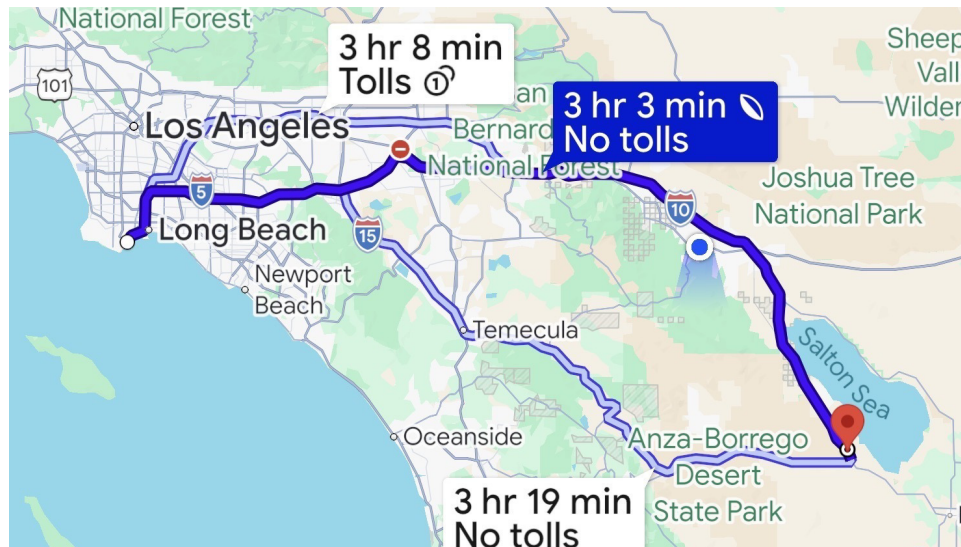 National Forest
3 hr 8 min
Tolls
1
101
Los Angeles
Sheep
Vall
Wilder
an
3 hr 3 min
No tolls
Bernard
National Forest
Joshua Tree
National Park
5
10
Long Beach
15
Newport
Beach
Temecula
Salton Sea
Oceanside
Anza-Borrego
Desert
State Park
3 hr 19 min
No tolls